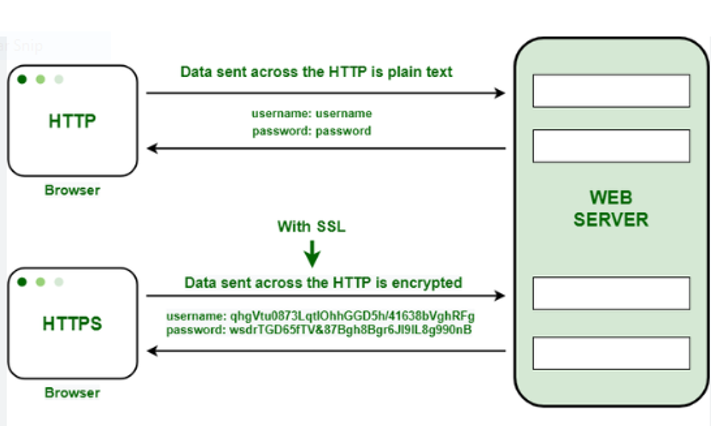 Snip
Data sent across the HTTP is plain text
HTTP
username: username
password: password
Browser
WEB
SERVER
With SSL
Data sent across the HTTP is encrypted
HTTPS
username: qhgVtu0873LqtIOhhGGD5h/41638bVghRFg
password: wsdrTGD65fTV&87Bgh8Bgr6JI9IL8g990nB
Browser